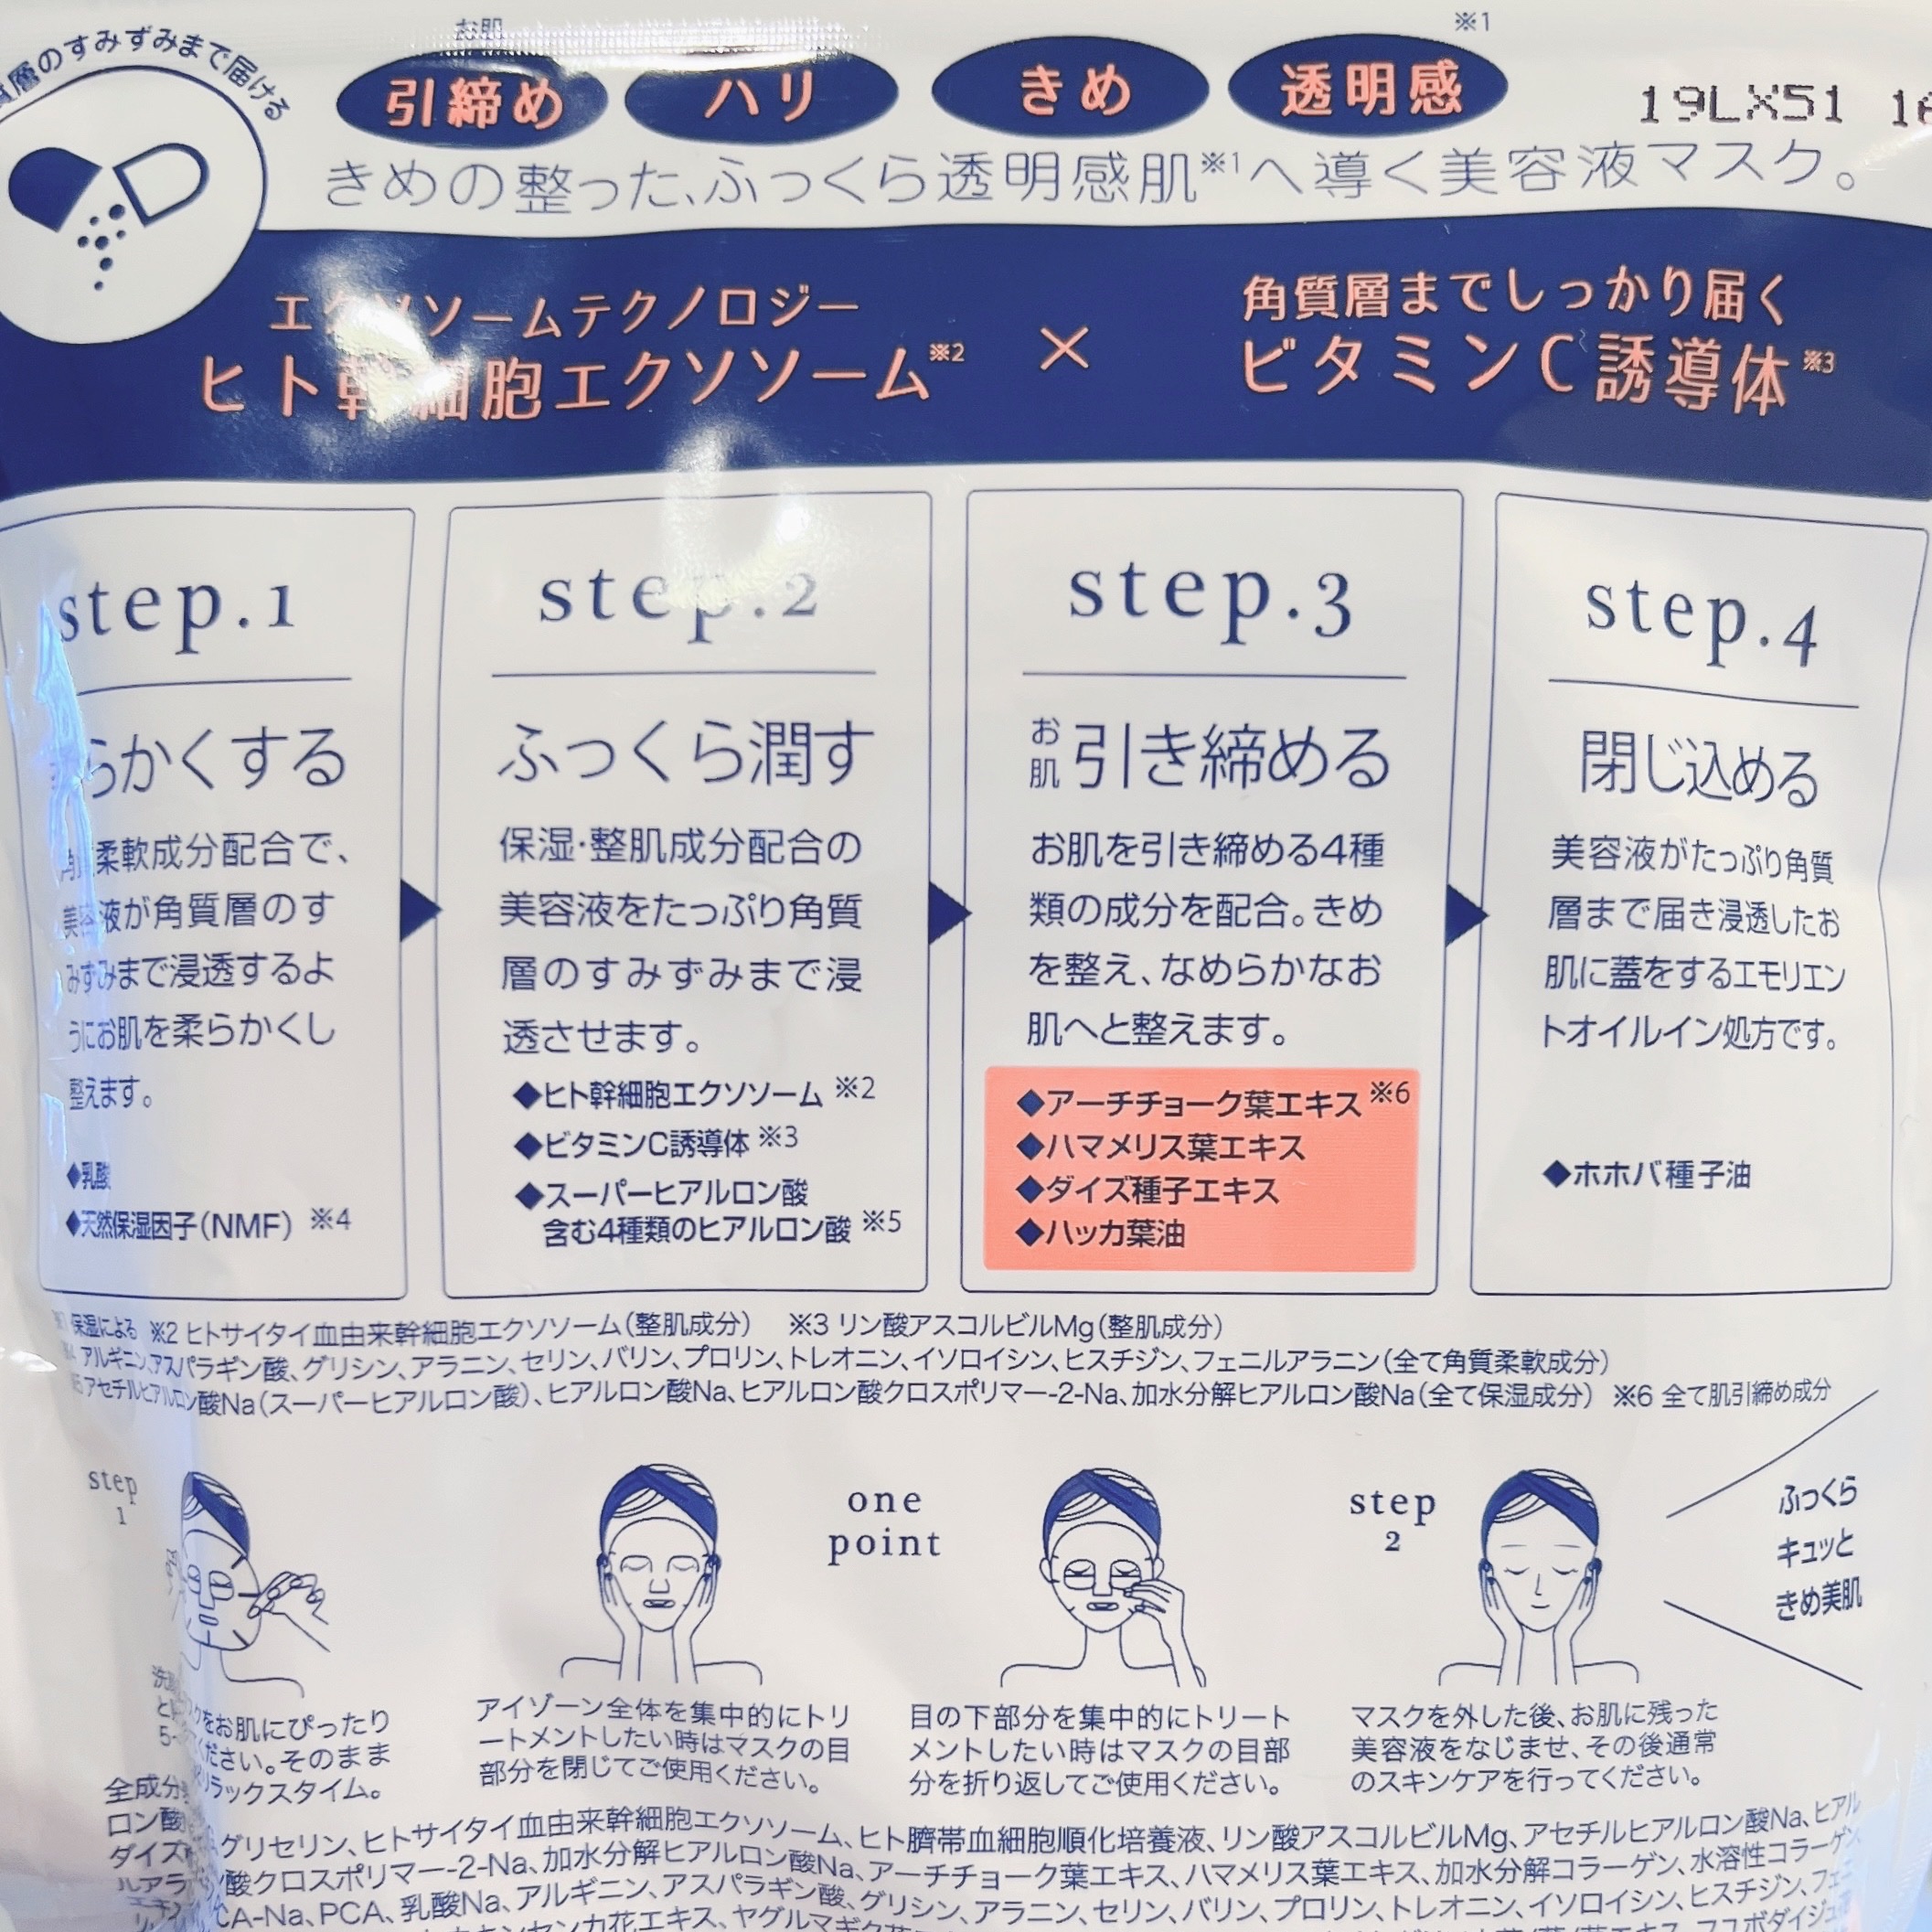 層のすみずみまで届ける
お肌
引締め ハリ きめ 透明感
※1
19LX51
きめの整った、ふっくら透明感肌※1へ導く美容液マスク。
エクソソームテクノロジー
ヒト幹細胞エクソソーム※2
×
角質層までしっかり届く
ビタミンC誘導体※3
step.1
らかくする
柔軟成分配合で、
美容液が角質層のす
みずみまで浸透するよ
うにお肌を柔らかくし
整えます。
◆乳酸
◆天然保湿因子(NMF) ※4
step.2
ふっくら潤す
保湿・整肌成分配合の
美容液をたっぷり角質
層のすみずみまで浸
透させます。
◆ヒト幹細胞エクソソーム ※2
◆ビタミンC誘導体 ※3
◆スーパーヒアルロン酸
含む4種類のヒアルロン酸 ※5
step.3
お肌引き締める
お肌を引き締める4種
類の成分を配合。きめ
を整え、なめらかなお
肌へと整えます。
◆アーチチョーク葉エキス ※6
◆ハマメリス葉エキス
◆ダイズ種子エキス
◆ハッカ葉油
step.4
閉じ込める
美容液がたっぷり角質
層まで届き浸透したお
肌に蓋をするエモリエン
トオイルイン処方です。
◆ホホバ種子油
保湿による ※2 ヒトサイタイ血由来幹細胞エクソソーム(整肌成分) ※3 リン酸アスコルビルMg(整肌成分)
アルギニン、アスパラギン酸、グリシン、アラニン、セリン、バリン、プロリン、トレオニン、イソロイシン、ヒスチジン、フェニルアラニン(全て角質柔軟成分)
アセチルヒアルロン酸Na(スーパーヒアルロン酸)、ヒアルロン酸Na、ヒアルロン酸クロスポリマー-2-Na、加水分解ヒアルロン酸Na(全て保湿成分) ※6 全て肌引締め成分
step
1
をお肌にぴったり
ださい。そのまま
リラックスタイム。
アイゾーン全体を集中的にトリ
ートメントしたい時はマスクの目
部分を閉じてご使用ください。
one
point
目の下部分を集中的にトリート
メントしたい時はマスクの目部
分を折り返してご使用ください。
step
2
マスクを外した後、お肌に残った
美容液をなじませ、その後通常
のスキンケアを行ってください。
ふっくら
キュッと
きめ美肌
全成分 グリセリン、ヒトサイタイ血由来幹細胞エクソソーム、ヒト臍帯血細胞順化培養液、リン酸アスコルビルMg、アセチルヒアルロン酸Na、ヒアル
ロン酸 酸クロスポリマー-2-Na、加水分解ヒアルロン酸Na、アーチチョーク葉エキス、ハマメリス葉エキス、加水分解コラーゲン、水溶性コラーゲン、
ダイズ CA-Na、PCA、乳酸Na、アルギニン、アスパラギン酸、グリシン、アラニン、セリン、バリン、プロリン、トレオニン、イソロイシン、ヒスチジン、フェニ
ルアラ